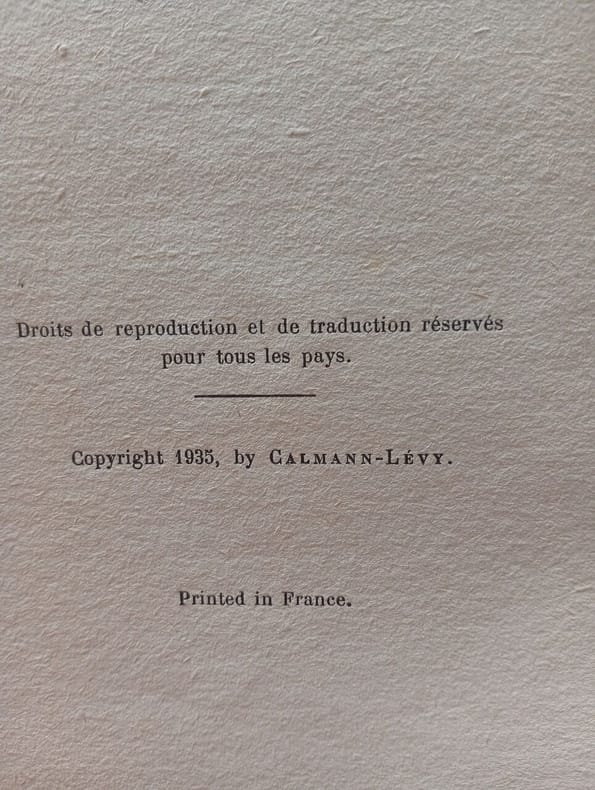 Droits de reproduction et de traduction réservés
pour tous les pays.
Copyright 1935, by CALMANN-LÉVY.
Printed in France.